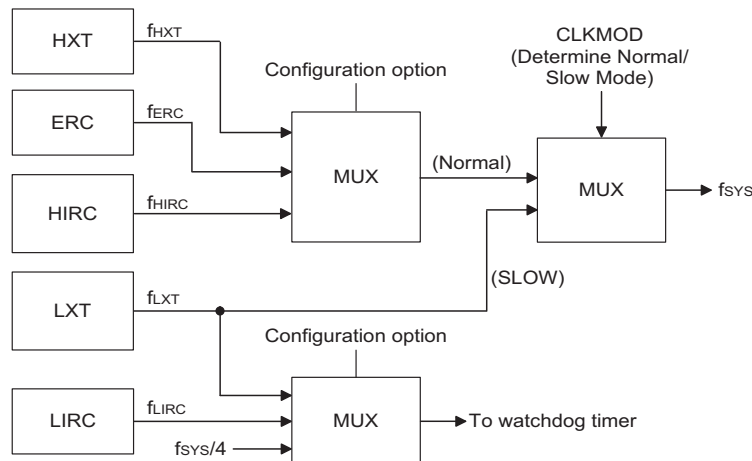 HXT
fHXT
ERC
fERC
HIRC
fHIRC
Configuration option
MUX
(Normal)
CLKMOD
(Determine Normal/
Slow Mode)
MUX
fSYS
LXT
fLXT
(SLOW)
Configuration option
LIRC
fLIRC
fSYS/4
MUX
To watchdog timer